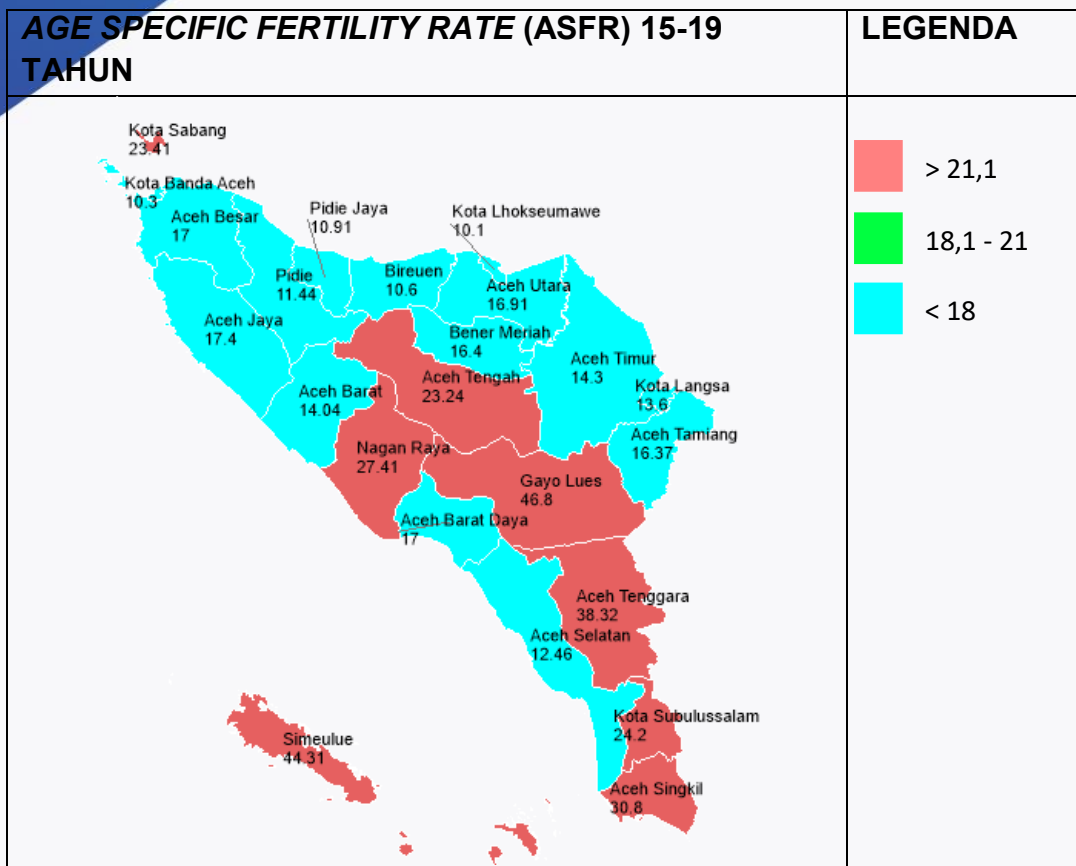 AGE SPECIFIC FERTILITY RATE (ASFR) 15-19
TAHUN
LEGENDA
Kota Sabang
23.41
Kota Banda Aceh
10.3
Aceh Besar
17
Pidie Jaya
10.91
Kota Lhokseumawe
10.1
Pidie
11.44
Bireuen
10.6
Aceh Utara
16.91
Aceh Jaya
17.4
Bener Meriah
16.4
Aceh Timur
14.3
Aceh Tengah
23.24
Kota Langsa
13.6
Aceh Barat
14.04
Aceh Tamiang
16.37
Nagan Raya
27.41
Gayo Lues
46.8
Aceh Barat Daya
17
Aceh Tenggara
38.32
Aceh Selatan
12.46
Kota Subulussalam
24.2
Simeulue
44.31
Aceh Singkil
30.8
> 21,1
18,1 - 21
< 18